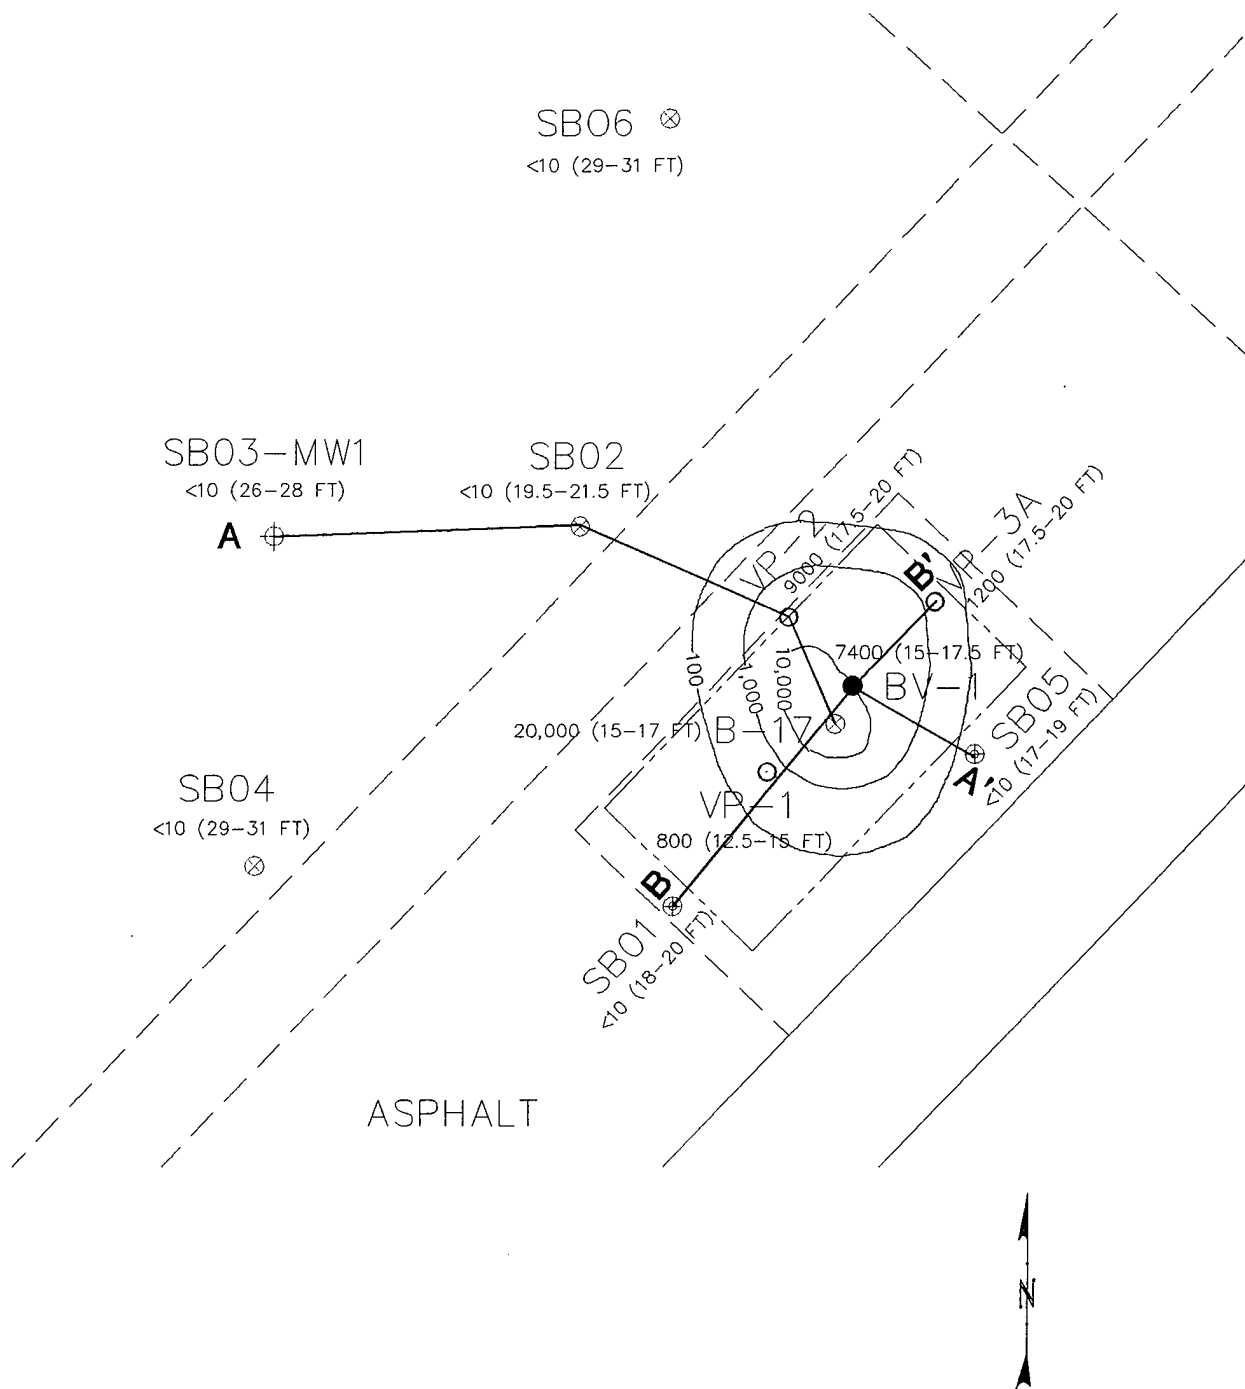 SB06
<10 (29-31 FT)
SB03-MW1
<10 (26-28 FT)
A
SB02
<10 (19.5-21.5 FT)
VP-2
9000 (17.5-20 FT)
VP-3A
1200 (17.5-20 FT)
B'
7400 (15-17.5 FT)
BV-1
100
1,000
10,000
20,000 (15-17 FT)
B-17
SB05
<10 (17-19 FT)
A'
VP-1
800 (12.5-15 FT)
SB04
<10 (29-31 FT)
B
SB01
<10 (18-20 FT)
ASPHALT
N